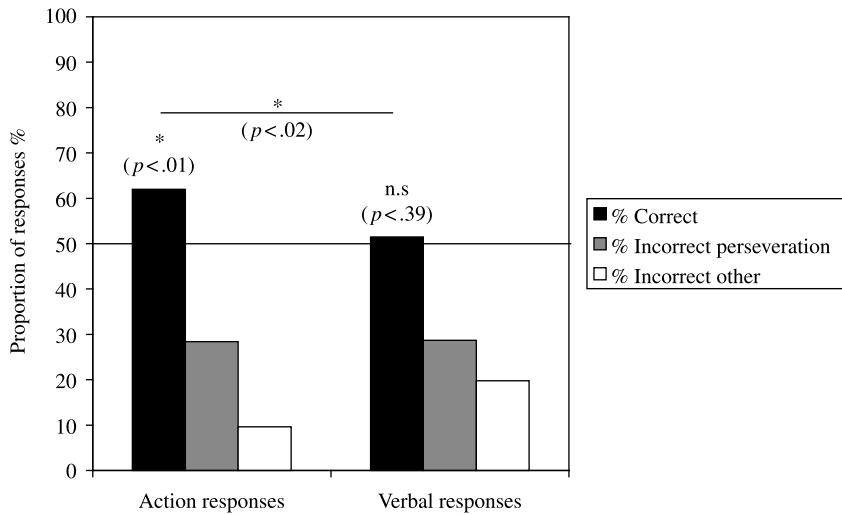 Proportion of responses %
100
90
80
70
60
50
40
30
20
10
0
*
(p<.02)
*
(p<.01)
n.s
(p<.39)
Action responses
Verbal responses
% Correct
% Incorrect perseveration
% Incorrect other